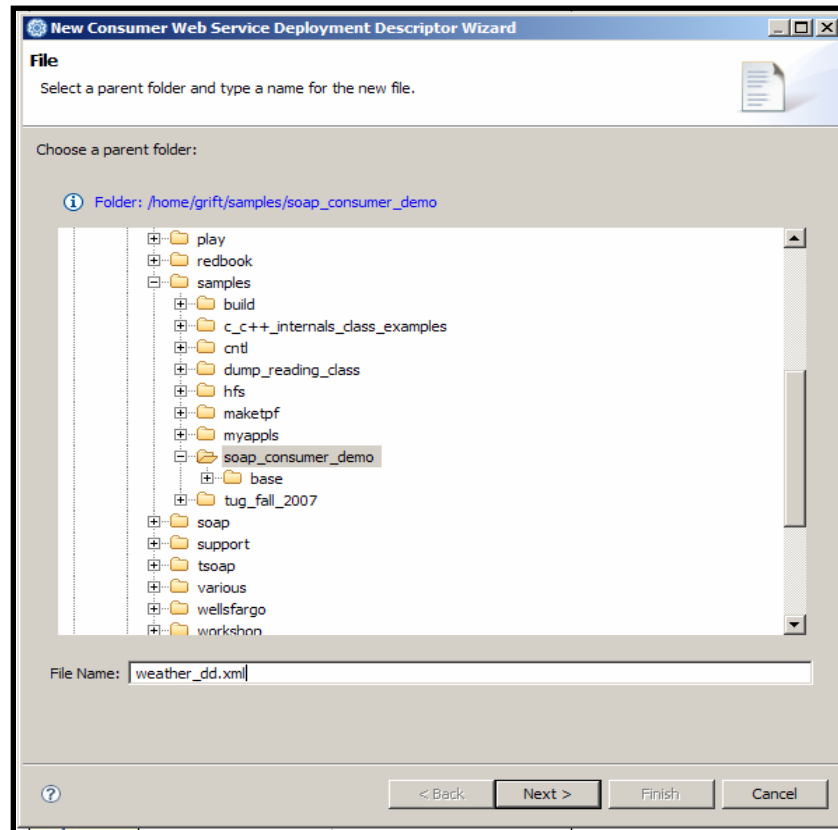 New Consumer Web Service Deployment Descriptor Wizard
File
Select a parent folder and type a name for the new file.
Choose a parent folder:
Folder: /home/grift/samples/soap_consumer_demo
play
redbook
samples
build
c_c++_internals_class_examples
cntl
dump_reading_class
hfs
maketpf
myappls
soap_consumer_demo
base
tug_fall_2007
soap
support
tsoap
various
wellsfargo
workshop
File Name: weather_dd.xml
< Back Next > Finish Cancel